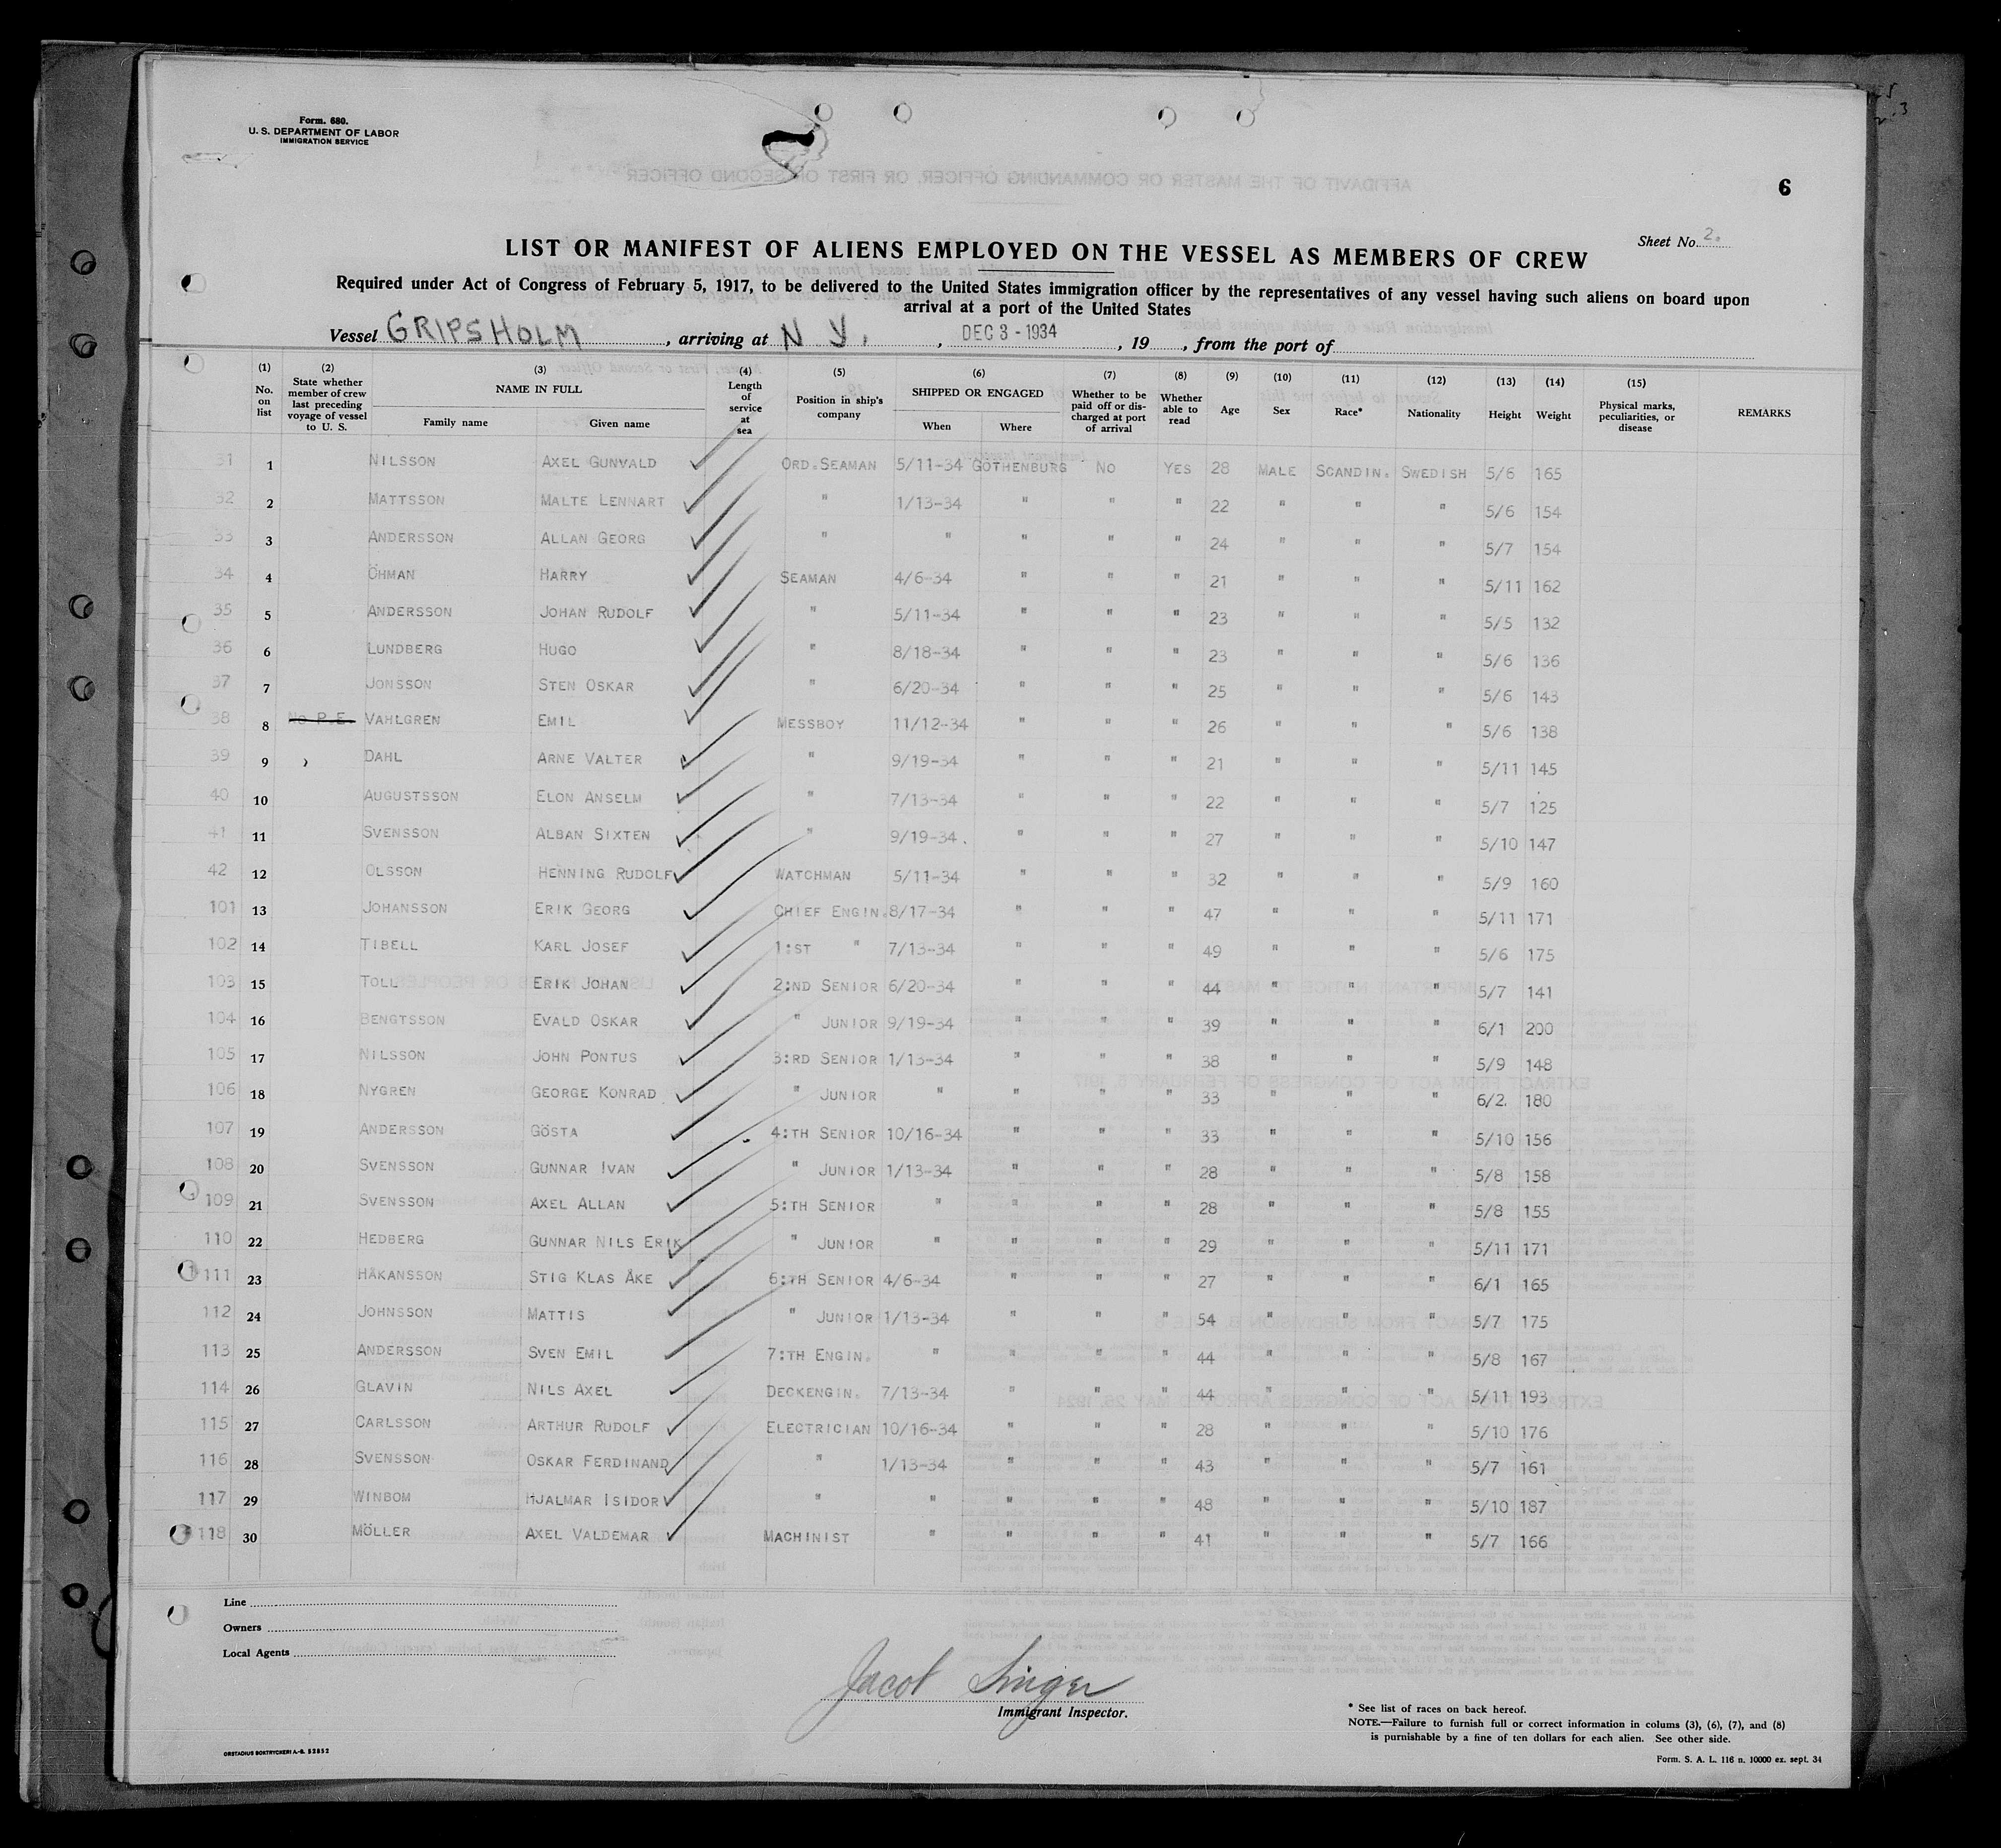 Form. 680.
U. S. DEPARTMENT OF LABOR
IMMIGRATION SERVICE
6
Sheet No. 2.
LIST OR MANIFEST OF ALIENS EMPLOYED ON THE VESSEL AS MEMBERS OF CREW
Required under Act of Congress of February 5, 1917, to be delivered to the United States immigration officer by the representatives of any vessel having such aliens on board upon
arrival at a port of the United States
Vessel GRIPSHOLM, arriving at N Y., DEC 3 - 1934, 19, from the port of
(1) No. on list (2) State whether member of crew last preceding voyage of vessel to U. S. (3) NAME IN FULL Family name Given name (4) Length of service at sea (5) Position in ship's company (6) SHIPPED OR ENGAGED When Where (7) Whether to be paid off or dis-charged at port of arrival (8) Whether able to read (9) Age (10) Sex (11) Race* (12) Nationality (13) Height (14) Weight (15) Physical marks, peculiarities, or disease REMARKS
31 1 NILSSON AXEL GUNVALD ORD.SEAMAN 5/11-34 GOTHENBURG NO YES 28 MALE SCANDIN. SWEDISH 5/6 165
32 2 MATTSSON MALTE LENNART " 1/13-34 " " " 22 " " " 5/6 154
33 3 ANDERSSON ALLAN GEORG " " " " " 24 " " " 5/7 154
34 4 ÖHMAN HARRY SEAMAN 4/6-34 " " " 21 " " " 5/11 162
35 5 ANDERSSON JOHAN RUDOLF " 5/11-34 " " " 23 " " " 5/5 132
36 6 LUNDBERG HUGO " 8/18-34 " " " 23 " " " 5/6 136
37 7 JONSSON STEN OSKAR " 6/20-34 " " " 25 " " " 5/6 143
38 8 No P.E. VAHLGREN EMIL MESSBOY 11/12-34 " " " 26 " " " 5/6 138
39 9 DAHL ARNE VALTER " 9/19-34 " " " 21 " " " 5/11 145
40 10 AUGUSTSSON ELON ANSELM " 7/13-34 " " " 22 " " " 5/7 125
41 11 SVENSSON ALBAN SIXTEN " 9/19-34 " " " 27 " " " 5/10 147
42 12 OLSSON HENNING RUDOLF WATCHMAN 5/11-34 " " " 32 " " " 5/9 160
101 13 JOHANSSON ERIK GEORG CHIEF ENGIN. 8/17-34 " " " 47 " " " 5/11 171
102 14 TIBELL KARL JOSEF 1:ST " 7/13-34 " " " 49 " " " 5/6 175
103 15 TOLL ERIK JOHAN 2:ND SENIOR 6/20-34 " " " 44 " " " 5/7 141
104 16 BENGTSSON EVALD OSKAR " JUNIOR 9/19-34 " " " 39 " " " 6/1 200
105 17 NILSSON JOHN PONTUS 3:RD SENIOR 1/13-34 " " " 38 " " " 5/9 148
106 18 NYGREN GEORGE KONRAD " JUNIOR " " " " 33 " " " 6/2. 180
107 19 ANDERSSON GÖSTA 4:TH SENIOR 10/16-34 " " " 33 " " " 5/10 156
108 20 SVENSSON GUNNAR IVAN " JUNIOR 1/13-34 " " " 28 " " " 5/8 158
109 21 SVENSSON AXEL ALLAN 5:TH SENIOR " " " " 28 " " " 5/8 155
110 22 HEDBERG GUNNAR NILS ERIK " JUNIOR " " " " 29 " " " 5/11 171
111 23 HÅKANSSON STIG KLAS ÅKE 6:TH SENIOR 4/6-34 " " " 27 " " " 6/1 165
112 24 JOHNSSON MATTIS " JUNIOR 1/13-34 " " " 54 " " " 5/7 175
113 25 ANDERSSON SVEN EMIL 7:TH ENGIN. " " " " 44 " " " 5/8 167
114 26 GLAVIN NILS AXEL DECKENGIN. 7/13-34 " " " 44 " " " 5/11 193
115 27 CARLSSON ARTHUR RUDOLF ELECTRICIAN 10/16-34 " " " 28 " " " 5/10 176
116 28 SVENSSON OSKAR FERDINAND " 1/13-34 " " " 43 " " " 5/7 161
117 29 WINBOM HJALMAR ISIDOR " " " " " 48 " " " 5/10 187
118 30 MÖLLER AXEL VALDEMAR MACHINIST " " " " 41 " " " 5/7 166
Line
Owners
Local Agents
Jacob Singer
Immigrant Inspector.
* See list of races on back hereof.
NOTE.—Failure to furnish full or correct information in colums (3), (6), (7), and (8)
is purnishable by a fine of ten dollars for each alien. See other side.
ORSTADIUS BOKTRYCKERI A.-B. 52852
Form. S. A. L. 116 n. 10000 ex. sept. 34